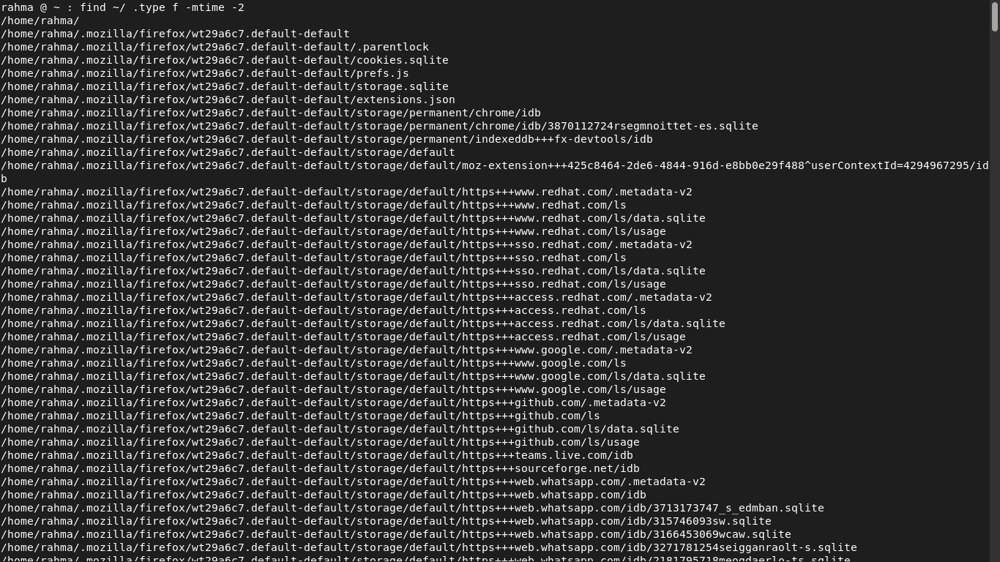 rahma @ ~ : find ~/ .type f -mtime -2
/home/rahma/
/home/rahma/.mozilla/firefox/wt29a6c7.default-default
/home/rahma/.mozilla/firefox/wt29a6c7.default-default/.parentlock
/home/rahma/.mozilla/firefox/wt29a6c7.default-default/cookies.sqlite
/home/rahma/.mozilla/firefox/wt29a6c7.default-default/prefs.js
/home/rahma/.mozilla/firefox/wt29a6c7.default-default/storage.sqlite
/home/rahma/.mozilla/firefox/wt29a6c7.default-default/extensions.json
/home/rahma/.mozilla/firefox/wt29a6c7.default-default/storage/permanent/chrome/idb
/home/rahma/.mozilla/firefox/wt29a6c7.default-default/storage/permanent/chrome/idb/3870112724rsegmnoittet-es.sqlite
/home/rahma/.mozilla/firefox/wt29a6c7.default-default/storage/permanent/indexeddb+++fx-devtools/idb
/home/rahma/.mozilla/firefox/wt29a6c7.default-default/storage/default
/home/rahma/.mozilla/firefox/wt29a6c7.default-default/storage/default/moz-extension+++425c8464-2de6-4844-916d-e8bb0e29f488^userContextId=4294967295/id
b
/home/rahma/.mozilla/firefox/wt29a6c7.default-default/storage/default/https+++www.redhat.com/.metadata-v2
/home/rahma/.mozilla/firefox/wt29a6c7.default-default/storage/default/https+++www.redhat.com/ls
/home/rahma/.mozilla/firefox/wt29a6c7.default-default/storage/default/https+++www.redhat.com/ls/data.sqlite
/home/rahma/.mozilla/firefox/wt29a6c7.default-default/storage/default/https+++www.redhat.com/ls/usage
/home/rahma/.mozilla/firefox/wt29a6c7.default-default/storage/default/https+++sso.redhat.com/.metadata-v2
/home/rahma/.mozilla/firefox/wt29a6c7.default-default/storage/default/https+++sso.redhat.com/ls
/home/rahma/.mozilla/firefox/wt29a6c7.default-default/storage/default/https+++sso.redhat.com/ls/data.sqlite
/home/rahma/.mozilla/firefox/wt29a6c7.default-default/storage/default/https+++sso.redhat.com/ls/usage
/home/rahma/.mozilla/firefox/wt29a6c7.default-default/storage/default/https+++access.redhat.com/.metadata-v2
/home/rahma/.mozilla/firefox/wt29a6c7.default-default/storage/default/https+++access.redhat.com/ls
/home/rahma/.mozilla/firefox/wt29a6c7.default-default/storage/default/https+++access.redhat.com/ls/data.sqlite
/home/rahma/.mozilla/firefox/wt29a6c7.default-default/storage/default/https+++access.redhat.com/ls/usage
/home/rahma/.mozilla/firefox/wt29a6c7.default-default/storage/default/https+++www.google.com/.metadata-v2
/home/rahma/.mozilla/firefox/wt29a6c7.default-default/storage/default/https+++www.google.com/ls
/home/rahma/.mozilla/firefox/wt29a6c7.default-default/storage/default/https+++www.google.com/ls/data.sqlite
/home/rahma/.mozilla/firefox/wt29a6c7.default-default/storage/default/https+++www.google.com/ls/usage
/home/rahma/.mozilla/firefox/wt29a6c7.default-default/storage/default/https+++github.com/.metadata-v2
/home/rahma/.mozilla/firefox/wt29a6c7.default-default/storage/default/https+++github.com/ls
/home/rahma/.mozilla/firefox/wt29a6c7.default-default/storage/default/https+++github.com/ls/data.sqlite
/home/rahma/.mozilla/firefox/wt29a6c7.default-default/storage/default/https+++github.com/ls/usage
/home/rahma/.mozilla/firefox/wt29a6c7.default-default/storage/default/https+++teams.live.com/idb
/home/rahma/.mozilla/firefox/wt29a6c7.default-default/storage/default/https+++sourceforge.net/idb
/home/rahma/.mozilla/firefox/wt29a6c7.default-default/storage/default/https+++web.whatsapp.com/.metadata-v2
/home/rahma/.mozilla/firefox/wt29a6c7.default-default/storage/default/https+++web.whatsapp.com/idb
/home/rahma/.mozilla/firefox/wt29a6c7.default-default/storage/default/https+++web.whatsapp.com/idb/3713173747_s_edmban.sqlite
/home/rahma/.mozilla/firefox/wt29a6c7.default-default/storage/default/https+++web.whatsapp.com/idb/315746093sw.sqlite
/home/rahma/.mozilla/firefox/wt29a6c7.default-default/storage/default/https+++web.whatsapp.com/idb/3166453069wcaw.sqlite
/home/rahma/.mozilla/firefox/wt29a6c7.default-default/storage/default/https+++web.whatsapp.com/idb/3271781254seigganraolt-s.sqlite
/home/rahma/.mozilla/firefox/wt29a6c7.default-default/storage/default/https+++web.whatsapp.com/idb/2181795718meogdaerlo-ts.sqlite